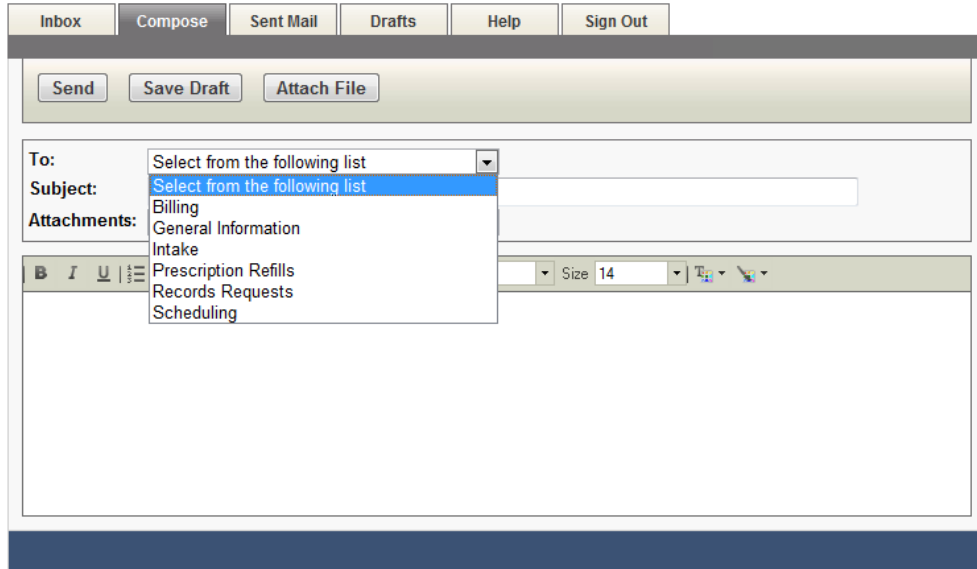 Inbox Compose Sent Mail Drafts Help Sign Out
Send Save Draft Attach File
To: Select from the following list
Subject: Select from the following list
Billing
Attachments: General Information
Intake
B I U Prescription Refills Size 14
Records Requests
Scheduling